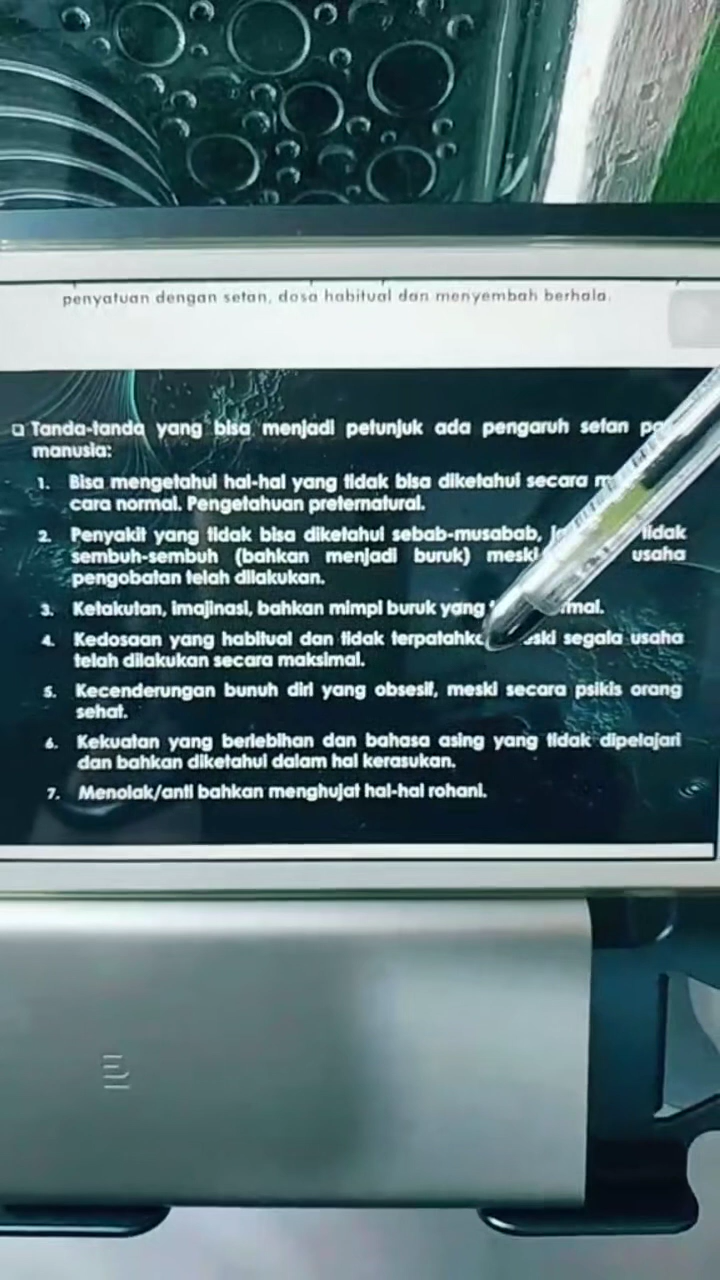 penyatuan dengan setan, dosa habitual dan menyembah berhala.
Tanda-tanda yang bisa menjadi petunjuk ada pengaruh setan
manusia:
1. Bisa mengetahui hal-hal yang tidak bisa diketahui secara
cara normal. Pengetahuan preternatural.
2. Penyakit yang tidak bisa diketahui sebab-musabab, tidak
sembuh-sembuh (bahkan menjadi buruk) meski usaha
pengobatan telah dilakukan.
3. Ketakutan, imajinasi, bahkan mimpi buruk yang
4. Kedosaan yang habitual dan tidak segala usaha
telah dilakukan secara maksimal.
5. Kecenderungan bunuh diri yang obsesif, meski secara psikis orang
sehat.
6. Kekuatan yang berlebihan dan bahasa asing yang tidak dipelajari
dan bahkan diketahui dalam hal kerasukan.
7. Menolak/anti bahkan menghujat hal-hal rohani.